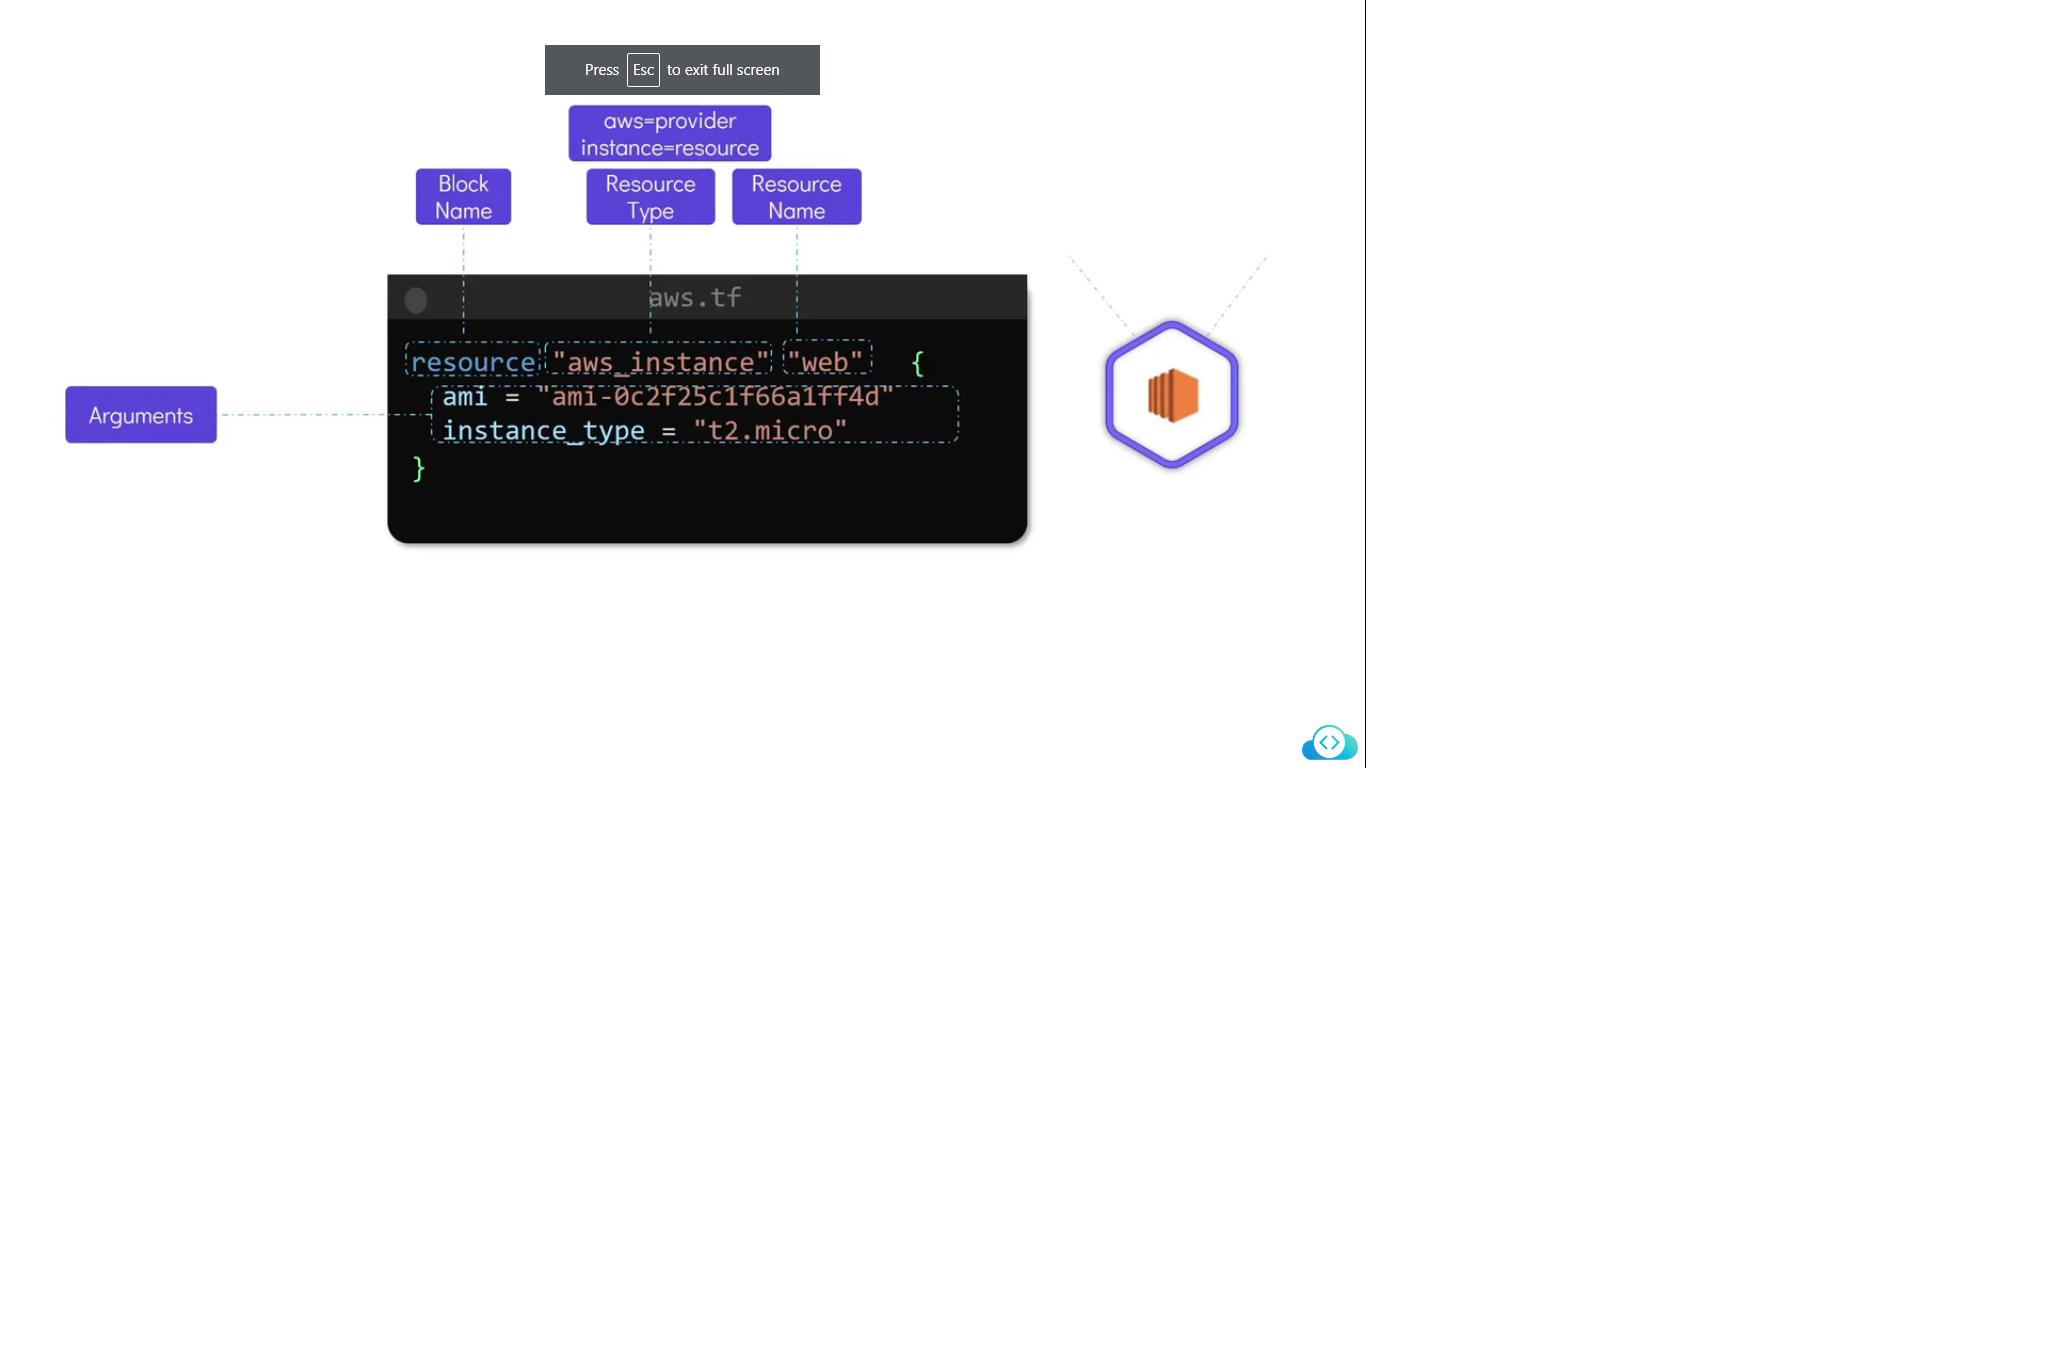 Press Esc to exit full screen
aws=provider
instance=resource
Block
Name
Resource
Type
Resource
Name
aws.tf
resource "aws_instance" "web" {
ami = "ami-0c2f25c1f66a1ff4d"
instance_type = "t2.micro"
}
Arguments